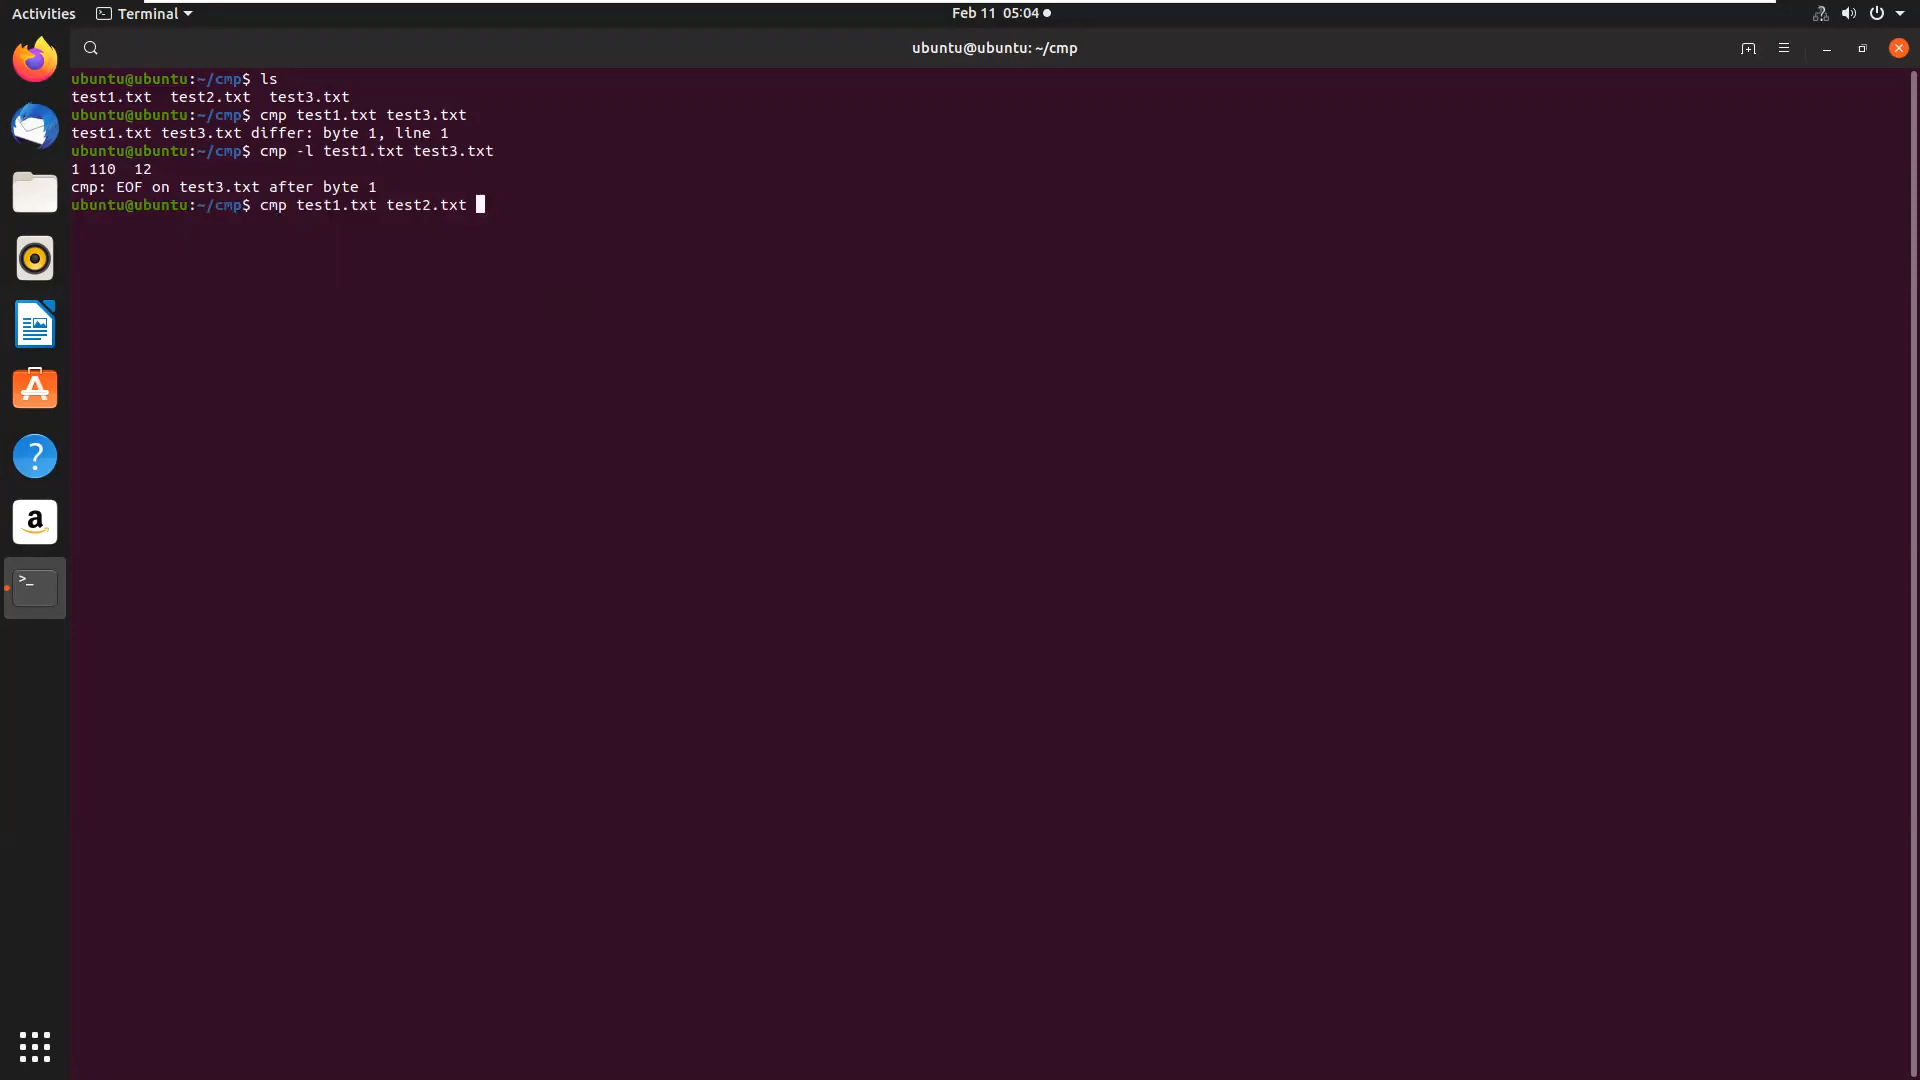 Activities Terminal Feb 11 05:04
ubuntu@ubuntu: ~/cmp
ubuntu@ubuntu:~/cmp$ ls
test1.txt  test2.txt  test3.txt
ubuntu@ubuntu:~/cmp$ cmp test1.txt test3.txt
test1.txt test3.txt differ: byte 1, line 1
ubuntu@ubuntu:~/cmp$ cmp -l test1.txt test3.txt
1 110  12
cmp: EOF on test3.txt after byte 1
ubuntu@ubuntu:~/cmp$ cmp test1.txt test2.txt
?
a
>_